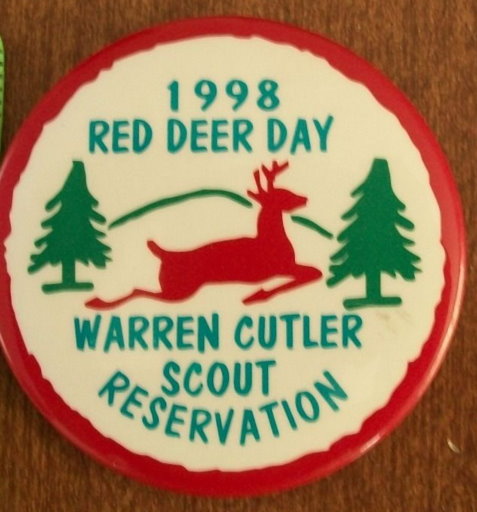 1998
RED DEER DAY
WARREN CUTLER
SCOUT
RESERVATION